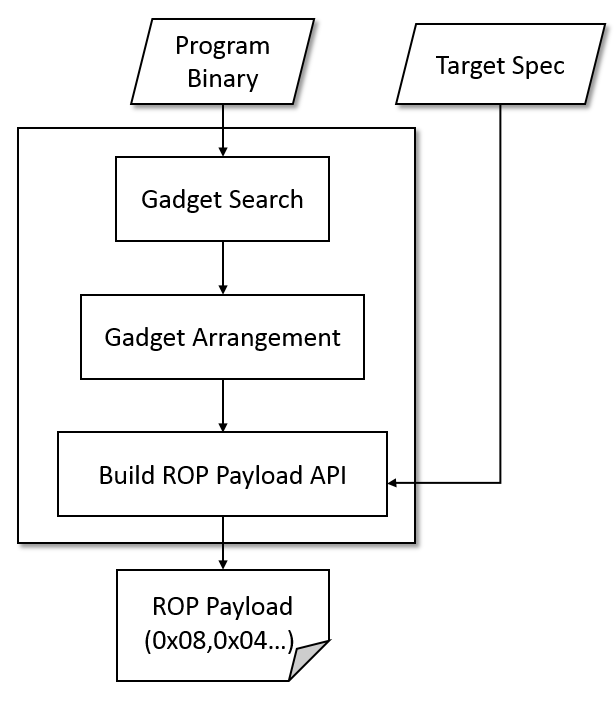 Program
Binary
Target Spec
Gadget Search
Gadget Arrangement
Build ROP Payload API
ROP Payload
(0x08,0x04...)